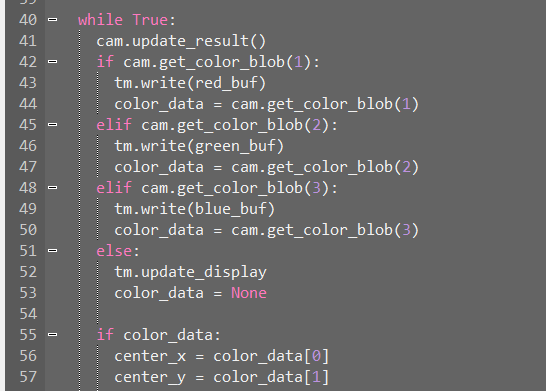 40 while True:
41 cam.update_result()
42 if cam.get_color_blob(1):
43 tm.write(red_buf)
44 color_data = cam.get_color_blob(1)
45 elif cam.get_color_blob(2):
46 tm.write(green_buf)
47 color_data = cam.get_color_blob(2)
48 elif cam.get_color_blob(3):
49 tm.write(blue_buf)
50 color_data = cam.get_color_blob(3)
51 else:
52 tm.update_display
53 color_data = None
54
55 if color_data:
56 center_x = color_data[0]
57 center_y = color_data[1]